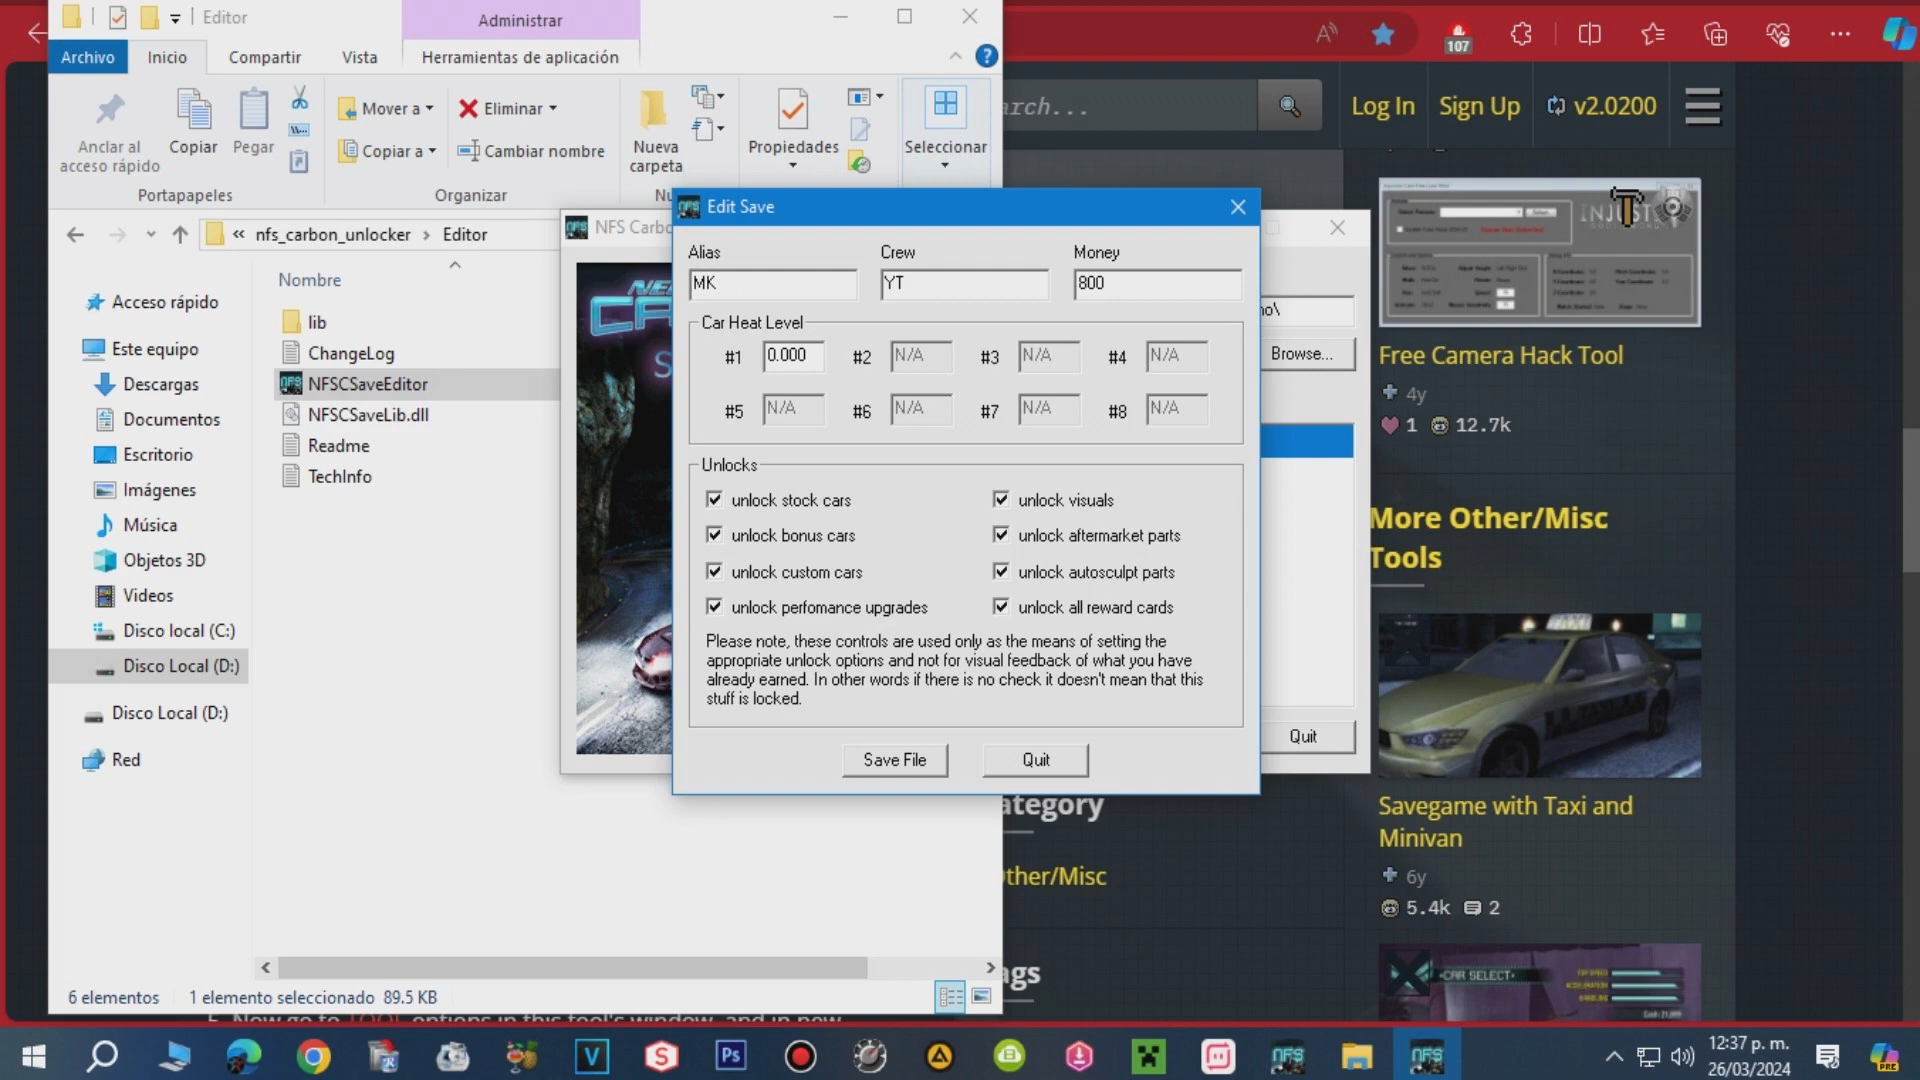 Editor
Administrar
107
Archivo
Inicio
Compartir
Vista
Herramientas de aplicación
Anclar al
acceso rápido
Copiar
Pegar
Mover a
Copiar a
Eliminar
Cambiar nombre
Nueva
carpeta
Propiedades
Seleccionar
Portapapeles
Organizar
Nu
arch...
Log In
Sign Up
v2.0200
nfs_carbon_unlocker
Editor
Nombre
Acceso rápido
Este equipo
Descargas
Documentos
Escritorio
Imágenes
Música
Objetos 3D
Videos
Disco local (C:)
Disco Local (D:)
Disco Local (D:)
Red
lib
ChangeLog
NFSCSaveEditor
NFSCSaveLib.dll
Readme
TechInfo
6 elementos
1 elemento seleccionado 89.5 KB
NFS Carbo
Browse...
Quit
Edit Save
Alias
Crew
Money
MK
YT
800
Car Heat Level
#1 0.000
#2 N/A
#3 N/A
#4 N/A
#5 N/A
#6 N/A
#7 N/A
#8 N/A
Unlocks
unlock stock cars
unlock visuals
unlock bonus cars
unlock aftermarket parts
unlock custom cars
unlock autosculpt parts
unlock perfomance upgrades
unlock all reward cards
Please note, these controls are used only as the means of setting the
appropriate unlock options and not for visual feedback of what you have
already earned. In other words if there is no check it doesn't mean that this
stuff is locked.
Save File
Quit
Free Camera Hack Tool
4y
1
12.7k
More Other/Misc
Tools
Savegame with Taxi and
Minivan
6y
5.4k
2
CAR SELECT
ategory
Other/Misc
ags
12:37 p. m.
26/03/2024